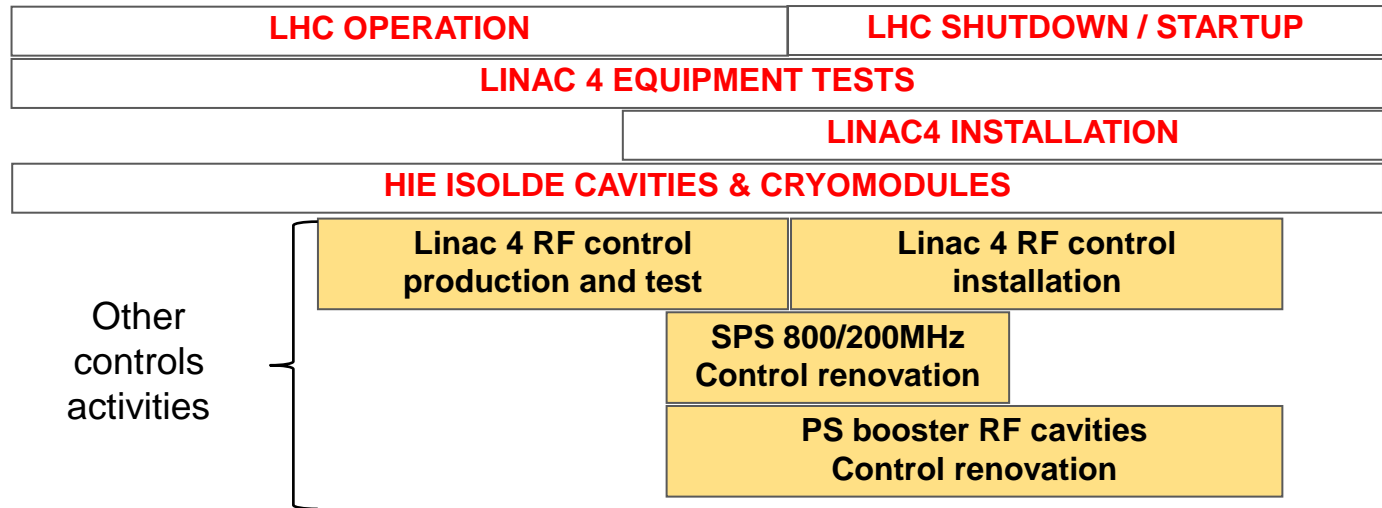 LHC OPERATION
LHC SHUTDOWN / STARTUP
LINAC 4 EQUIPMENT TESTS
LINAC4 INSTALLATION
HIE ISOLDE CAVITIES & CRYOMODULES
Other
controls
activities
Linac 4 RF control
production and test
Linac 4 RF control
installation
SPS 800/200MHz
Control renovation
PS booster RF cavities
Control renovation